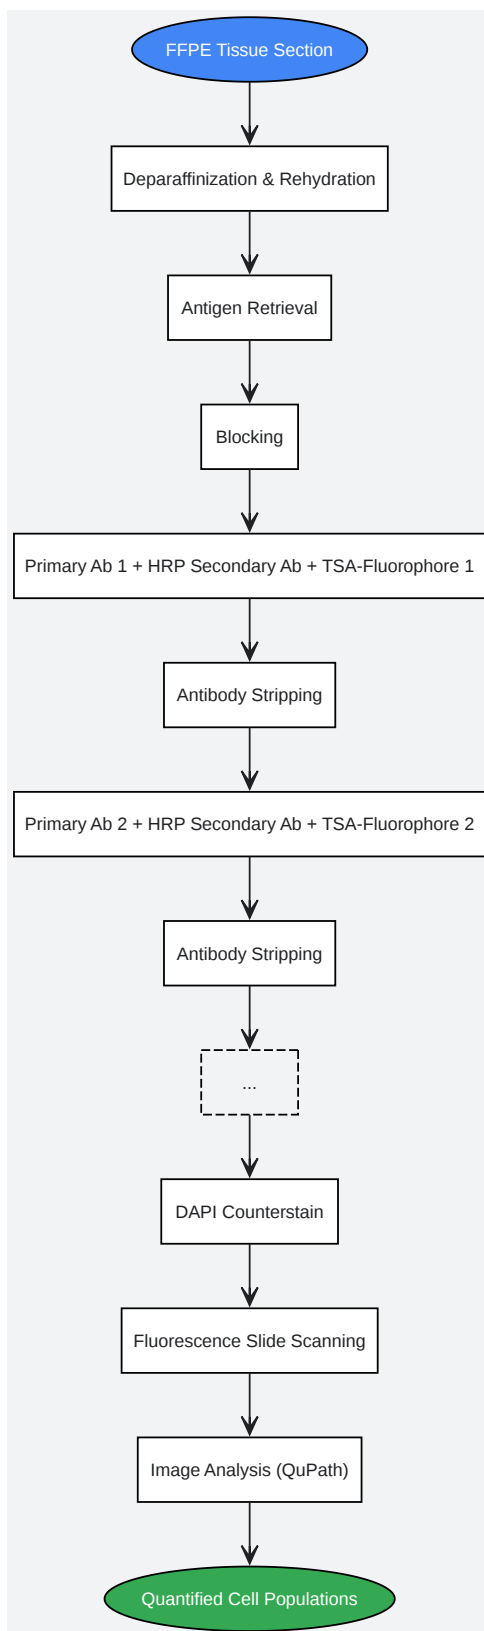 FFPE Tissue Section
Deparaffinization & Rehydration
Antigen Retrieval
Blocking
Primary Ab 1 + HRP Secondary Ab + TSA-Fluorophore 1
Antibody Stripping
Primary Ab 2 + HRP Secondary Ab + TSA-Fluorophore 2
Antibody Stripping
...
DAPI Counterstain
Fluorescence Slide Scanning
Image Analysis (QuPath)
Quantified Cell Populations